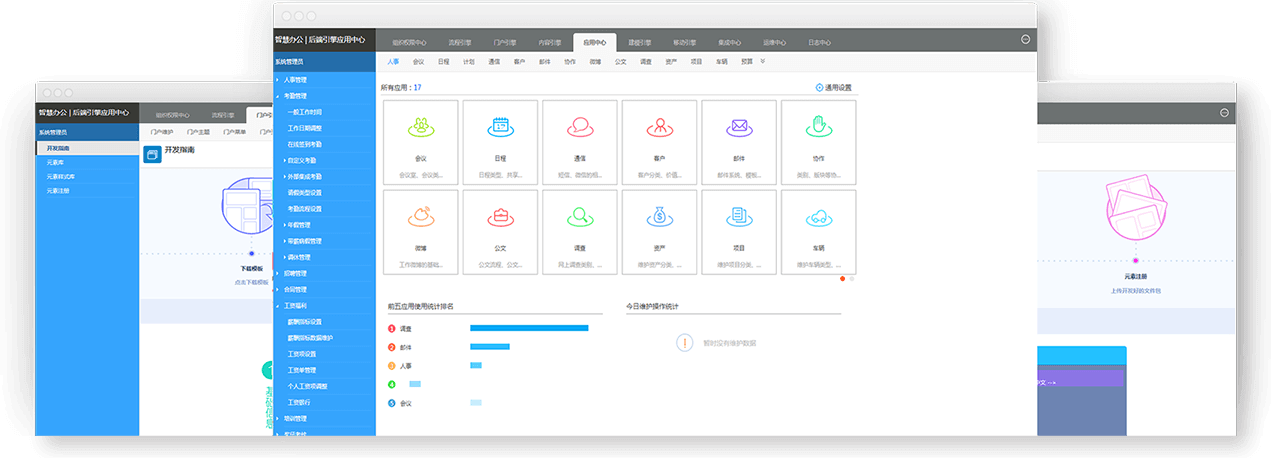 智慧办公 | 后端引擎应用中心
组织权限中心 流程引擎 门户引擎 内容引擎 应用中心 建模引擎 移动引擎 集成中心 运维中心 日志中心
系统管理员
人事 会议 日程 计划 通信 客户 邮件 协作 微博 公文 调查 资产 项目 车辆 预算
人事管理
考勤管理
一般工作时间
工作日期调整
在线签到考勤
自定义考勤
外部集成考勤
请假类型设置
考勤流程设置
年假管理
带薪病假管理
调休管理
招聘管理
合同管理
工资福利
薪酬指标设置
薪酬指标数据维护
工资项设置
工资单管理
个人工资项调整
工资银行
培训管理
所有应用：17
通用设置
会议
会议室、会议类...
日程
日程类型、共享...
通信
短信、微信的视...
客户
客户分类、价值...
邮件
邮件系统、模板...
协作
类别、板块等协...
微博
工作微博的基础...
公文
公文流程、公文...
调查
网上调查类别、...
资产
维护资产分类、...
项目
维护项目分类、...
车辆
维护车辆类型、...
前五应用使用统计排名
1 调查
2 邮件
3 人事
4
5 会议
今日维护操作统计
暂时没有维护数据
智慧办公 | 后端引擎应用中心
组织权限中心 流程引擎
系统管理员
门户维护 门户主题 门户菜单
开发指南
元素库
元素样式库
元素注册
开发指南
下载模板
点击下载模板
元素注册
上传开发好的文件包